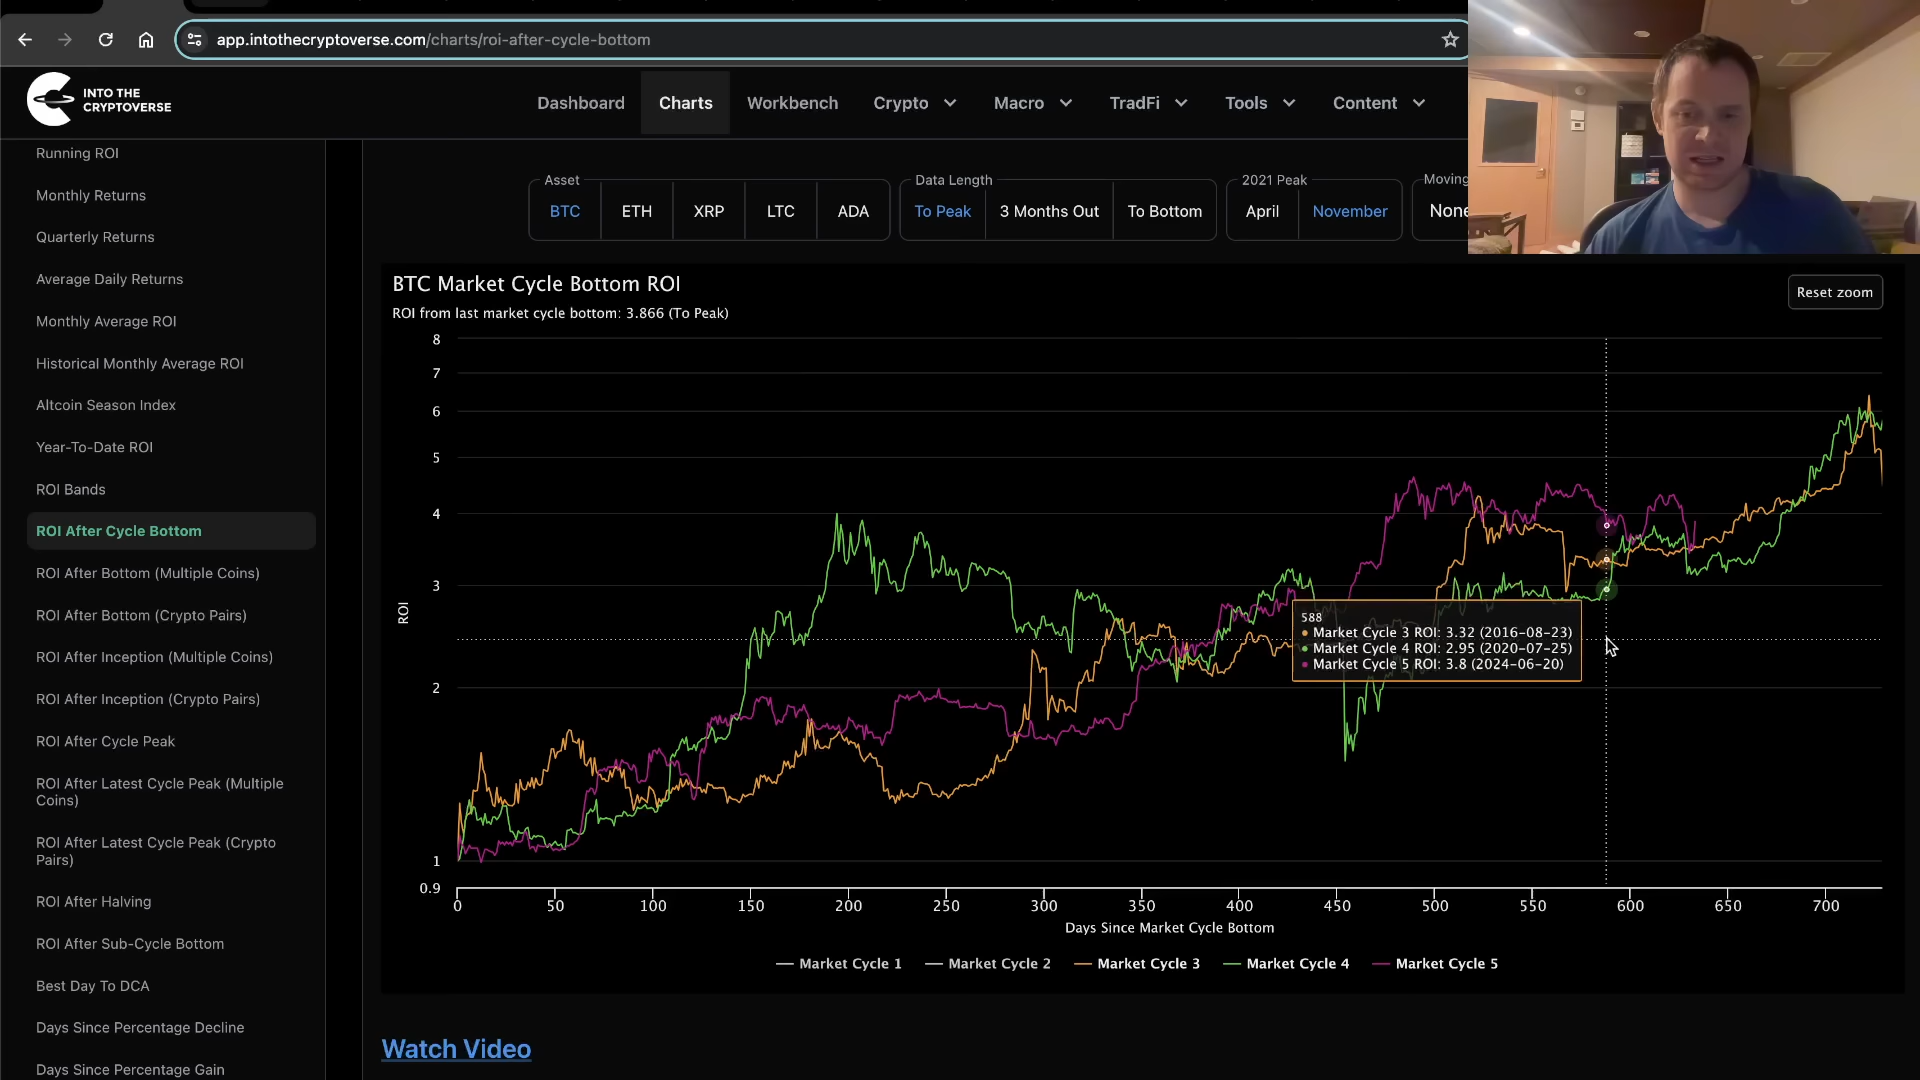 app.intothecryptoverse.com/charts/roi-after-cycle-bottom
INTO THE
CRYPTOVERSE
Dashboard
Charts
Workbench
Crypto
Macro
TradFi
Tools
Content
Running ROI
Monthly Returns
Quarterly Returns
Average Daily Returns
Monthly Average ROI
Historical Monthly Average ROI
Altcoin Season Index
Year-To-Date ROI
ROI Bands
ROI After Cycle Bottom
ROI After Bottom (Multiple Coins)
ROI After Bottom (Crypto Pairs)
ROI After Inception (Multiple Coins)
ROI After Inception (Crypto Pairs)
ROI After Cycle Peak
ROI After Latest Cycle Peak (Multiple
Coins)
ROI After Latest Cycle Peak (Crypto
Pairs)
ROI After Halving
ROI After Sub-Cycle Bottom
Best Day To DCA
Days Since Percentage Decline
Days Since Percentage Gain
Asset
BTC
ETH
XRP
LTC
ADA
Data Length
To Peak
3 Months Out
To Bottom
2021 Peak
April
November
Moving
None
BTC Market Cycle Bottom ROI
ROI from last market cycle bottom: 3.866 (To Peak)
Reset zoom
8
7
6
5
4
3
2
1
0.9
ROI
588
Market Cycle 3 ROI: 3.32 (2016-08-23)
Market Cycle 4 ROI: 2.95 (2020-07-25)
Market Cycle 5 ROI: 3.8 (2024-06-20)
0 50 100 150 200 250 300 350 400 450 500 550 600 650 700
Days Since Market Cycle Bottom
Market Cycle 1
Market Cycle 2
Market Cycle 3
Market Cycle 4
Market Cycle 5
Watch Video